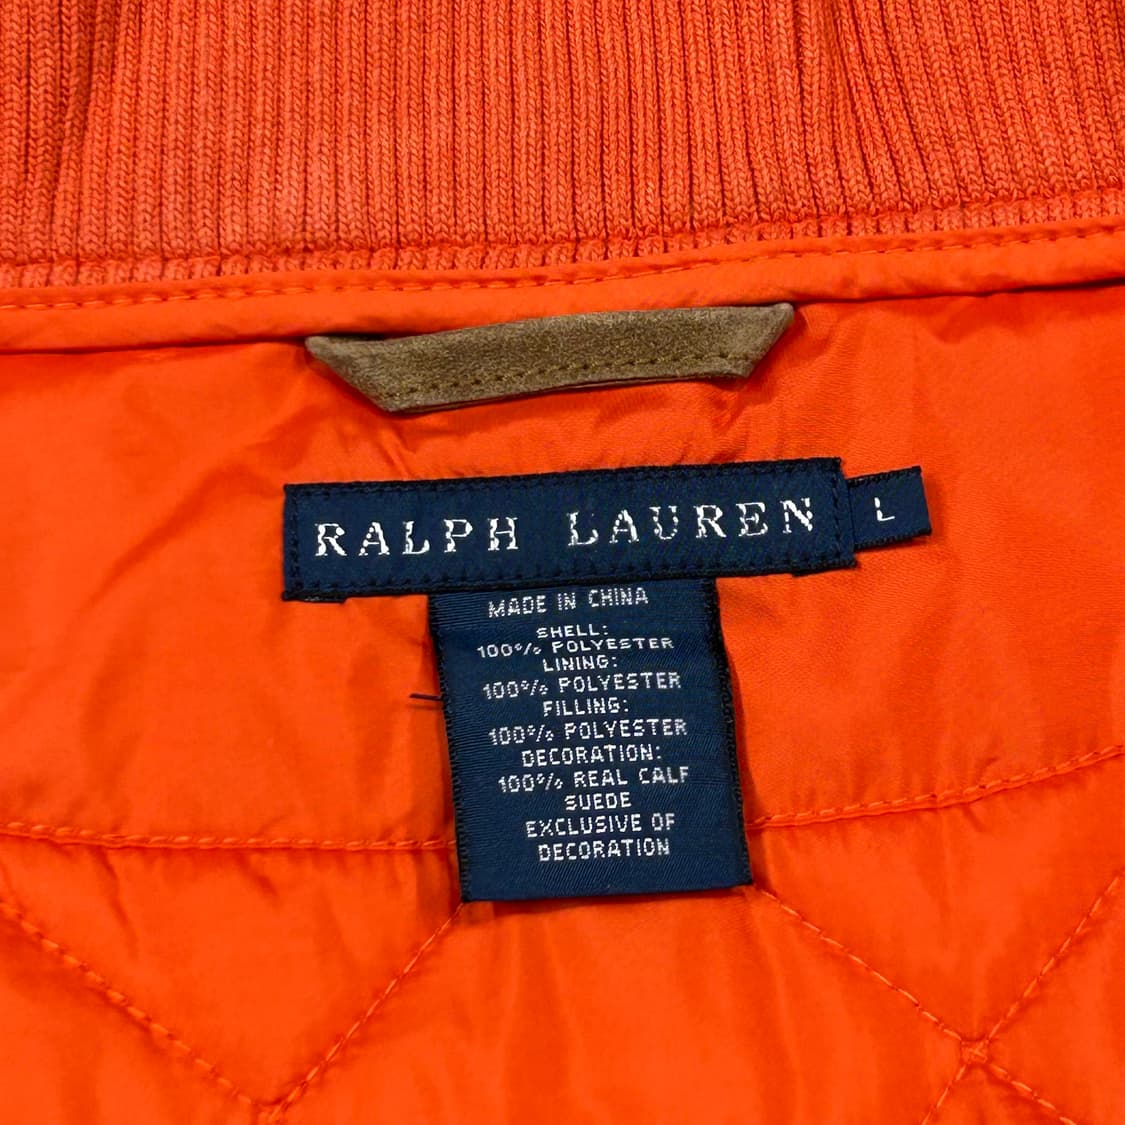 RALPH LAUREN L
MADE IN CHINA
SHELL:
100% POLYESTER
LINING:
100% POLYESTER
FILLING:
100% POLYESTER
DECORATION:
100% REAL CALF
SUEDE
EXCLUSIVE OF
DECORATION